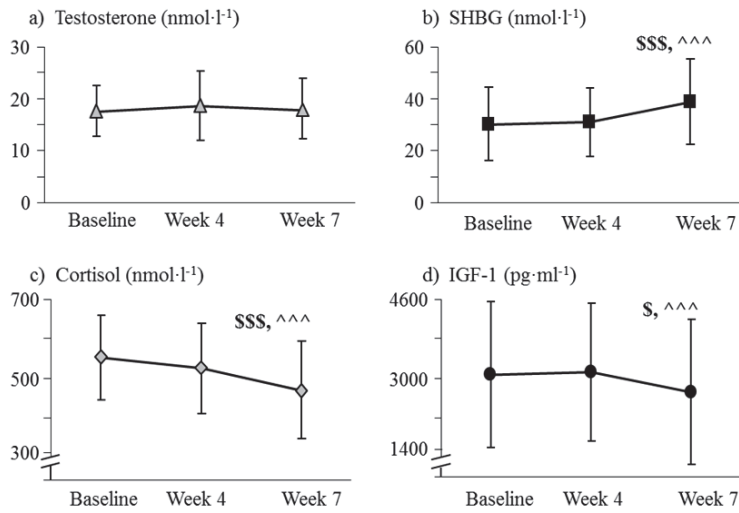 a) Testosterone (nmol·l⁻¹)
30
20
10
0
Baseline Week 4 Week 7
b) SHBG (nmol·l⁻¹)
$$$, ^^^
60
40
20
0
Baseline Week 4 Week 7
c) Cortisol (nmol·l⁻¹)
700
$$$, ^^^
500
300
Baseline Week 4 Week 7
d) IGF-1 (pg·ml⁻¹)
4600
$, ^^^
3000
1400
Baseline Week 4 Week 7